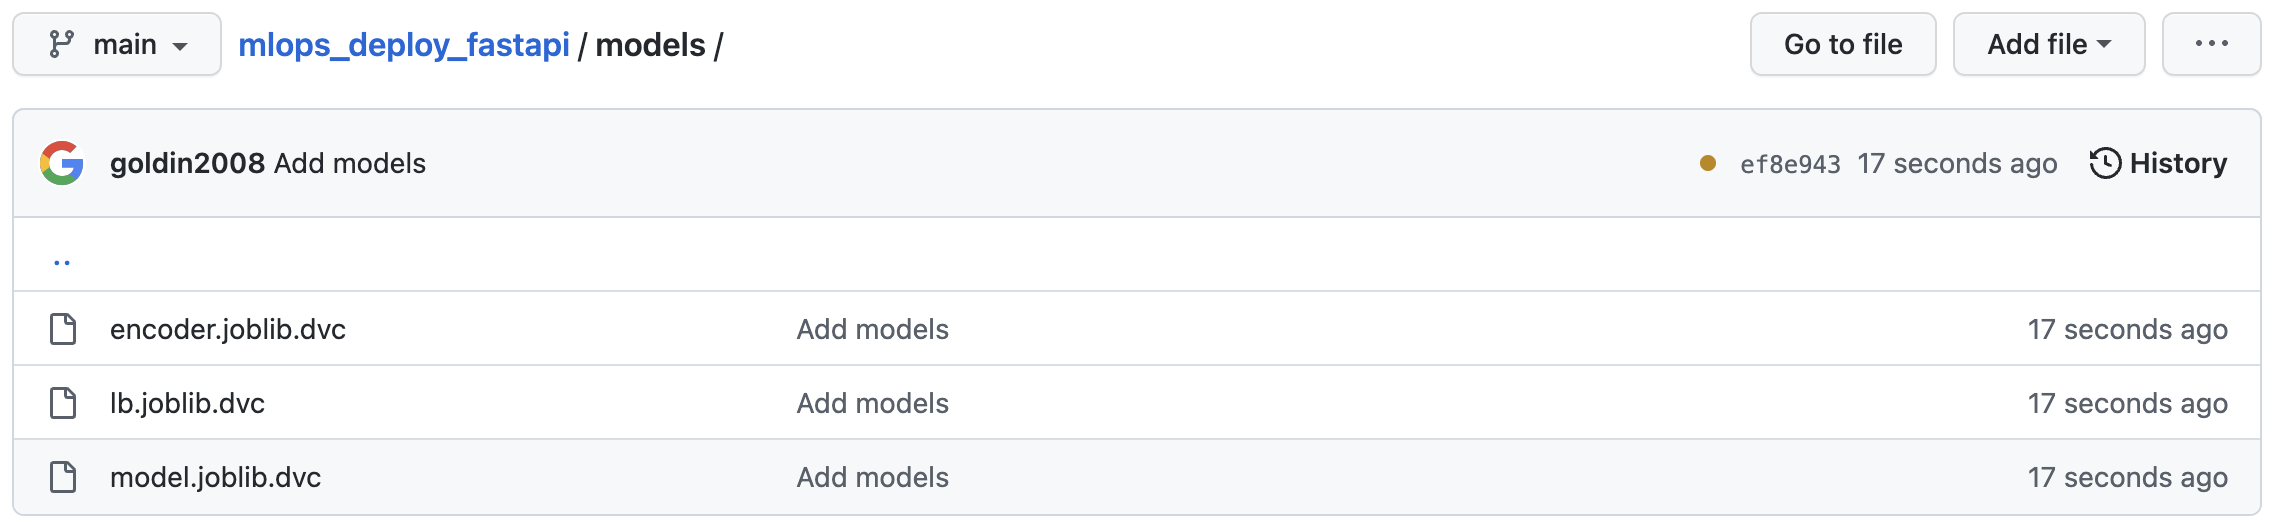 main mlops_deploy_fastapi / models / Go to file Add file ...
goldin2008 Add models ef8e943 17 seconds ago History
..
encoder.joblib.dvc Add models 17 seconds ago
lb.joblib.dvc Add models 17 seconds ago
model.joblib.dvc Add models 17 seconds ago